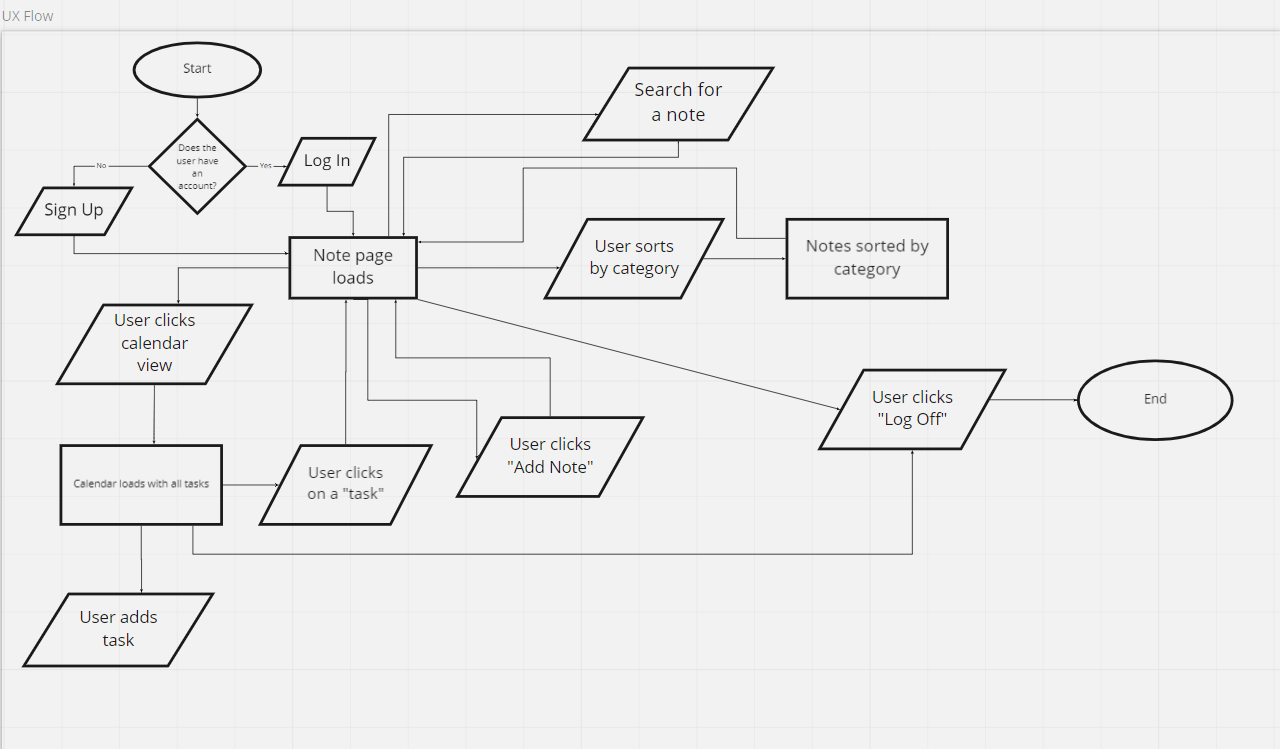 UX Flow
Start
Does the
user have
an
account?
No
Yes
Log In
Sign Up
Search for
a note
Note page
loads
User sorts
by category
Notes sorted by
category
User clicks
calendar
view
User clicks
"Log Off"
End
Calendar loads with all tasks
User clicks
on a "task"
User clicks
"Add Note"
User adds
task